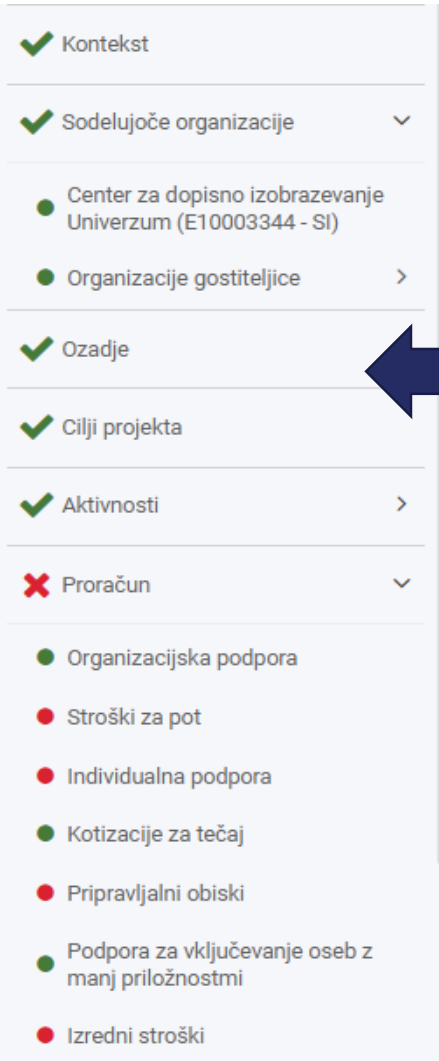 Kontekst
Sodelujoče organizacije
Center za dopisno izobrazevanje
Univerzum (E10003344 - SI)
Organizacije gostiteljice
Ozadje
Cilji projekta
Aktivnosti
Proračun
Organizacijska podpora
Stroški za pot
Individualna podpora
Kotizacije za tečaj
Pripravljalni obiski
Podpora za vključevanje oseb z
manj priložnostmi
Izredni stroški